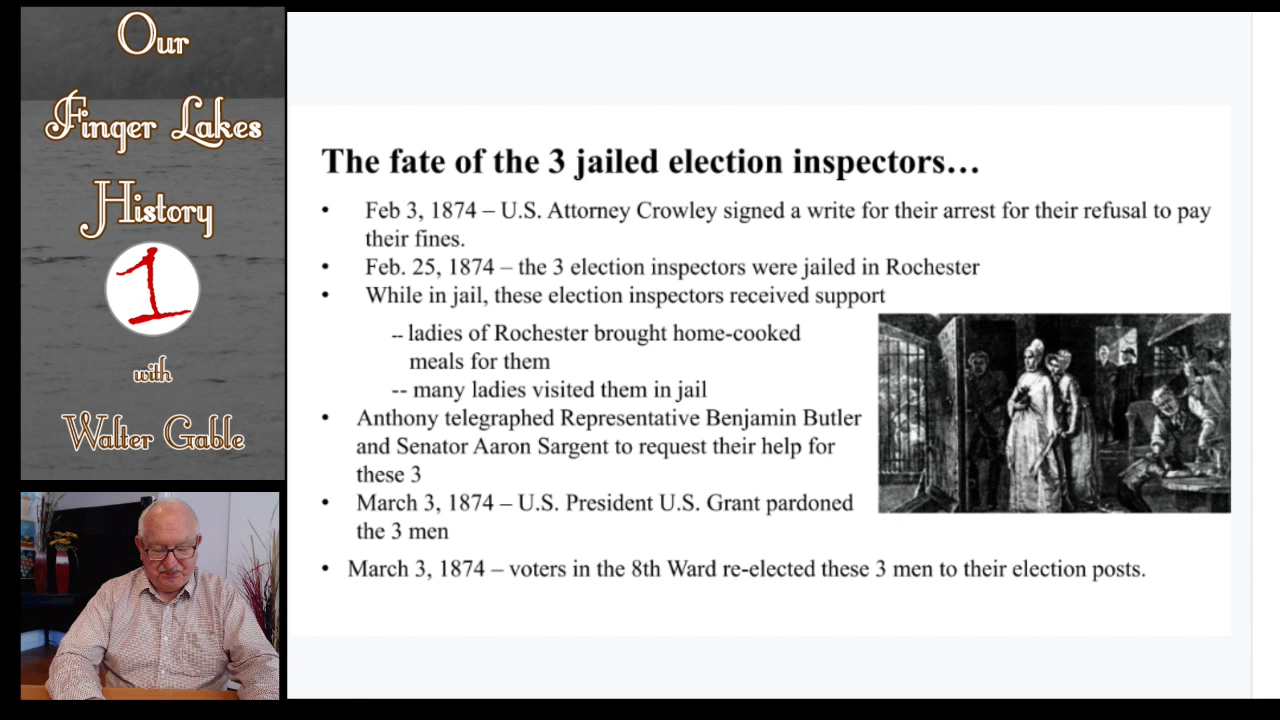 Our
Finger Lakes
History
1
with
Walter Gable
The fate of the 3 jailed election inspectors…
• Feb 3, 1874 – U.S. Attorney Crowley signed a write for their arrest for their refusal to pay
their fines.
• Feb. 25, 1874 – the 3 election inspectors were jailed in Rochester
• While in jail, these election inspectors received support
-- ladies of Rochester brought home-cooked
meals for them
-- many ladies visited them in jail
• Anthony telegraphed Representative Benjamin Butler
and Senator Aaron Sargent to request their help for
these 3
• March 3, 1874 – U.S. President U.S. Grant pardoned
the 3 men
• March 3, 1874 – voters in the 8th Ward re-elected these 3 men to their election posts.